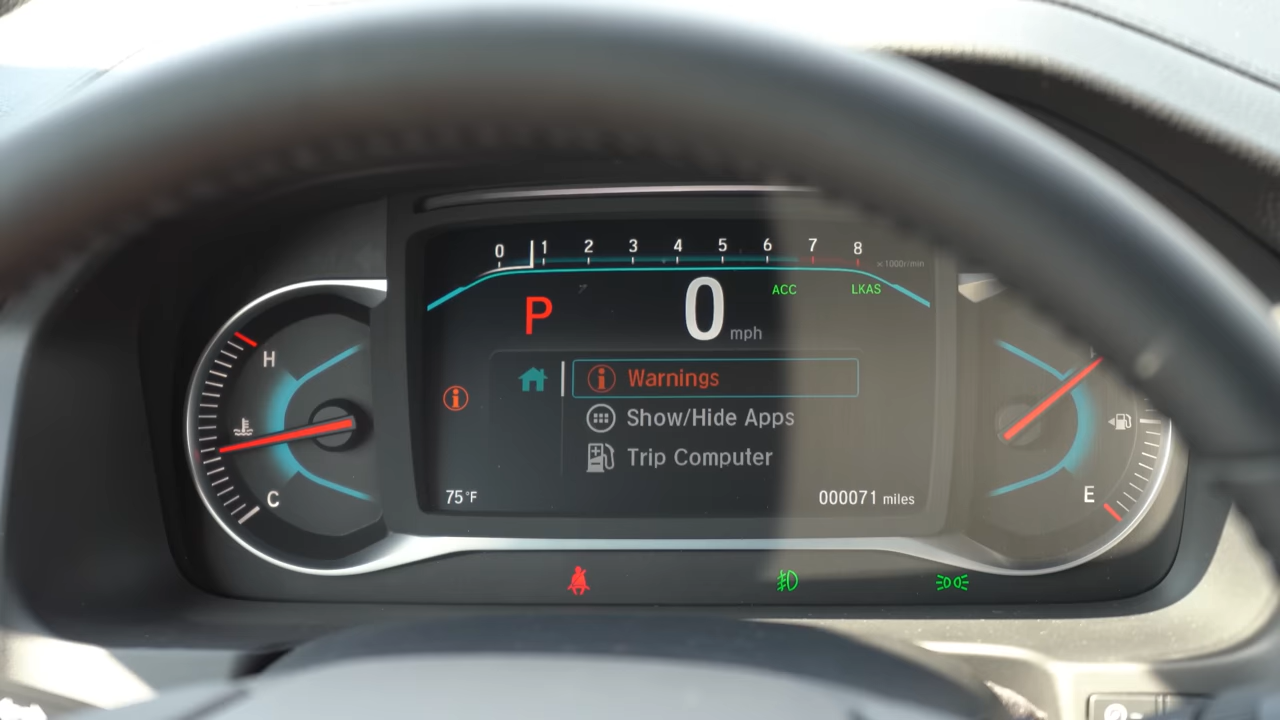 0 1 2 3 4 5 6 7 8
x1000r/min
ACC LKAS
P 0 mph
H
Warnings
Show/Hide Apps
Trip Computer
C
E
75°F 000071 miles